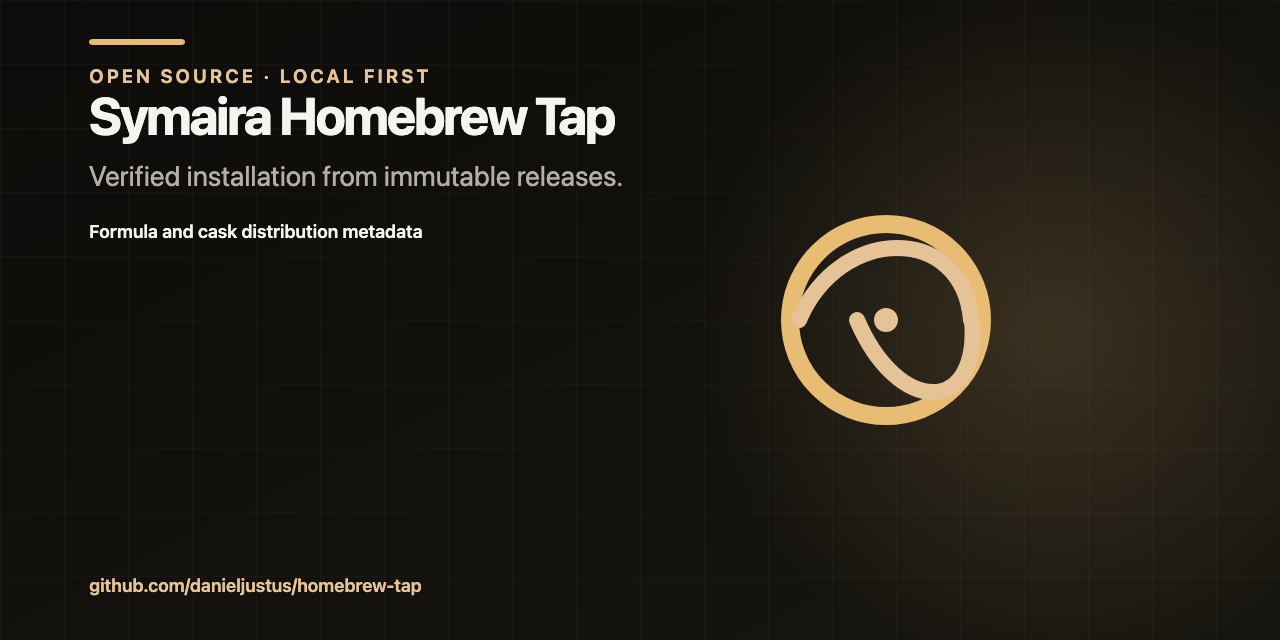 OPEN SOURCE · LOCAL FIRST
Symaira Homebrew Tap
Verified installation from immutable releases.
Formula and cask distribution metadata
github.com/danieljustus/homebrew-tap